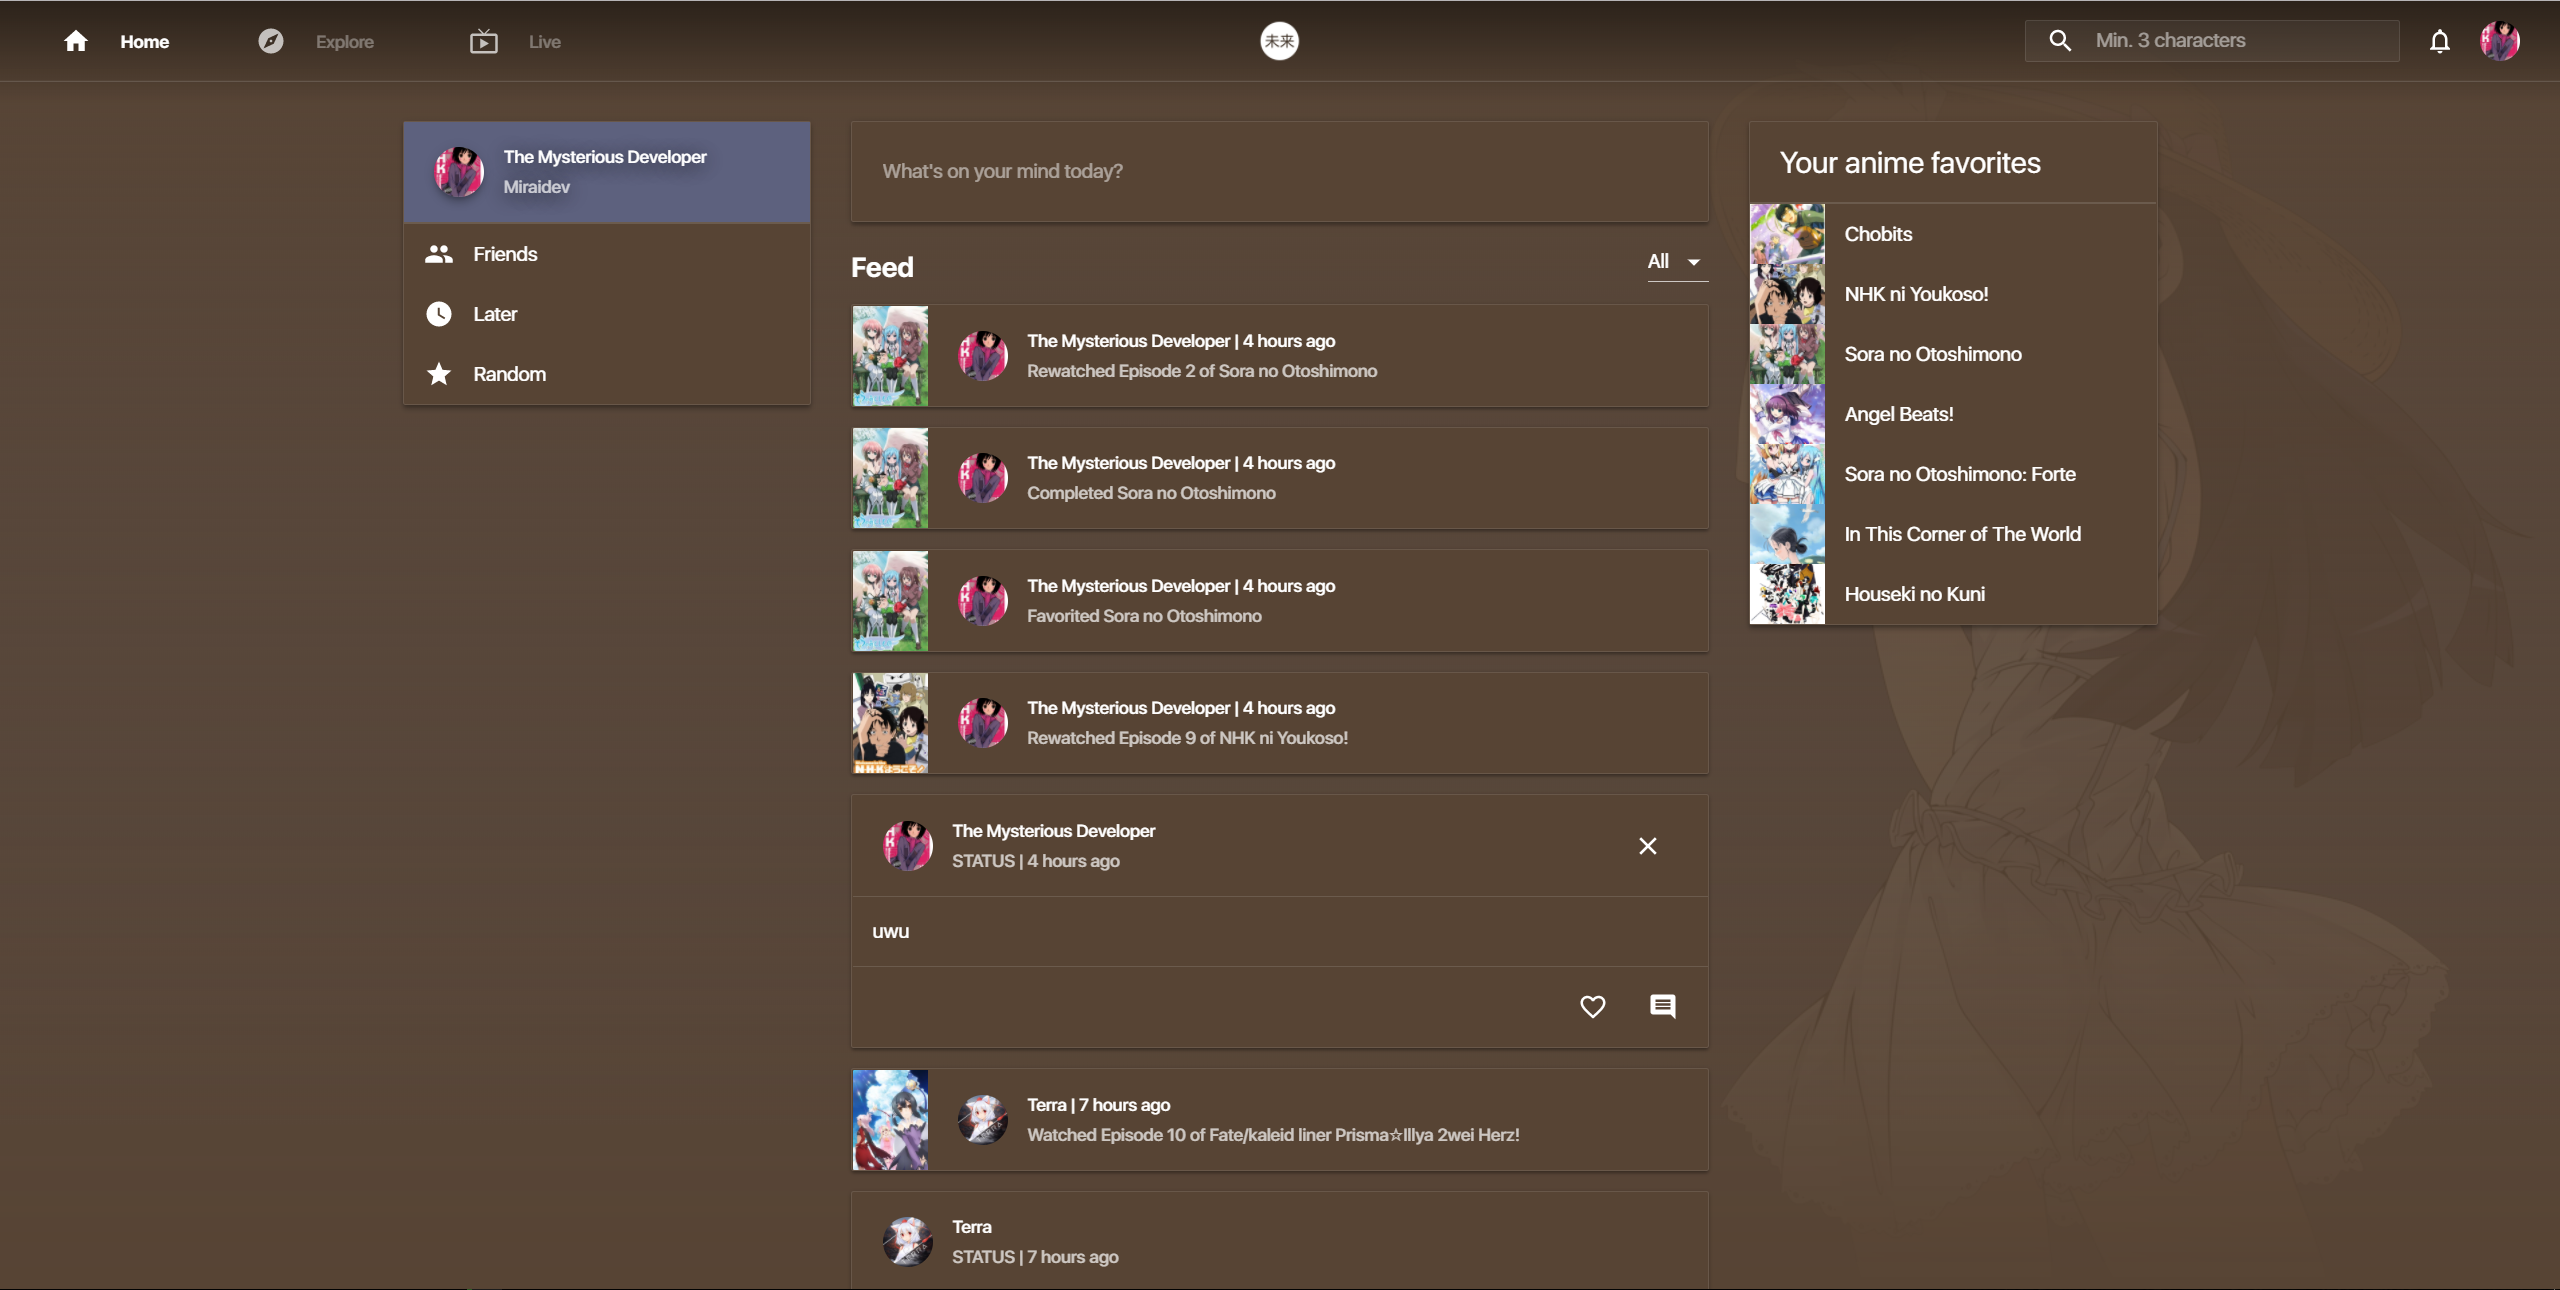 Home
Explore
Live
未来
Min. 3 characters
The Mysterious Developer
Miraidev
Friends
Later
Random
What's on your mind today?
Feed
All
The Mysterious Developer | 4 hours ago
Rewatched Episode 2 of Sora no Otoshimono
The Mysterious Developer | 4 hours ago
Completed Sora no Otoshimono
The Mysterious Developer | 4 hours ago
Favorited Sora no Otoshimono
The Mysterious Developer | 4 hours ago
Rewatched Episode 9 of NHK ni Youkoso!
The Mysterious Developer
STATUS | 4 hours ago
uwu
Terra | 7 hours ago
Watched Episode 10 of Fate/kaleid liner Prisma☆Illya 2wei Herz!
Terra
STATUS | 7 hours ago
Your anime favorites
Chobits
NHK ni Youkoso!
Sora no Otoshimono
Angel Beats!
Sora no Otoshimono: Forte
In This Corner of The World
Houseki no Kuni